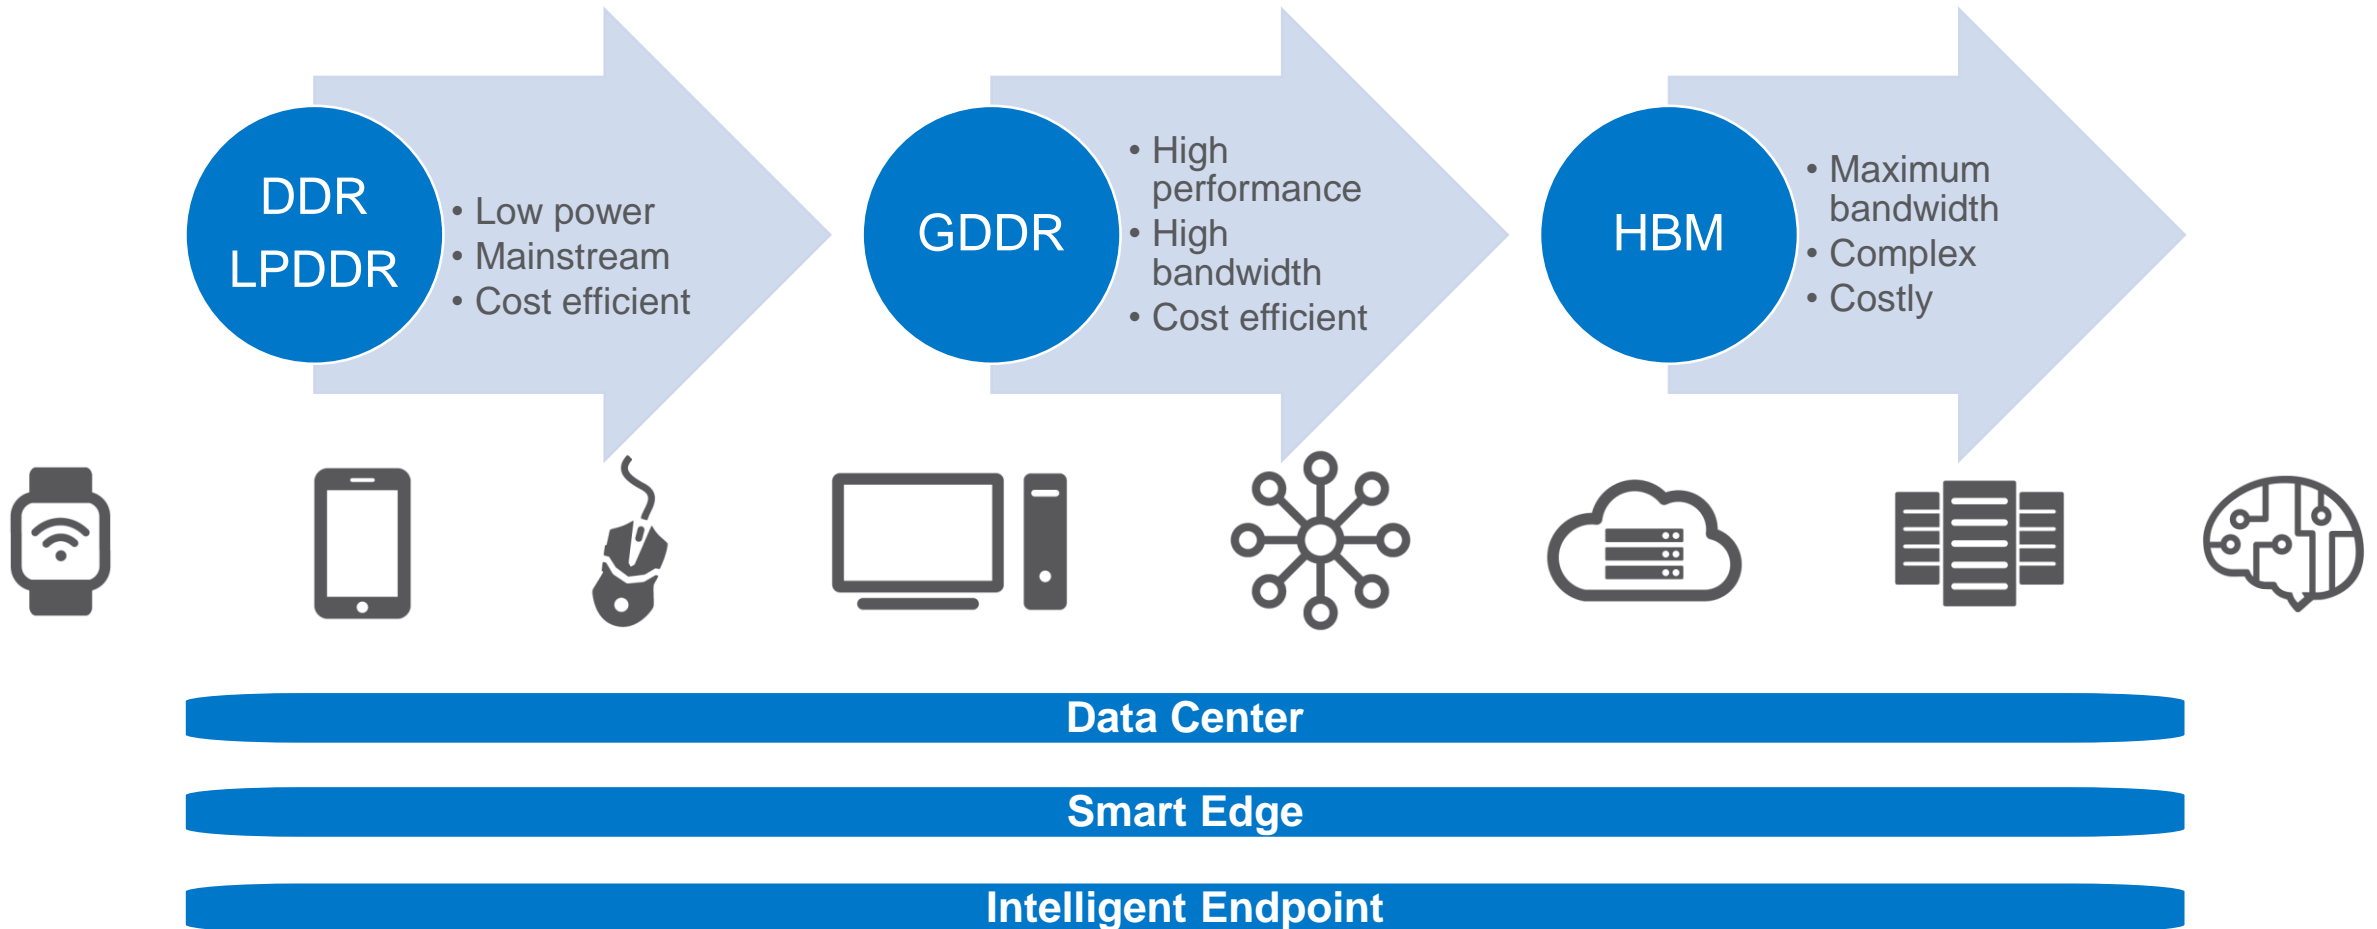 DDR
LPDDR
• Low power
• Mainstream
• Cost efficient
GDDR
• High
performance
• High
bandwidth
• Cost efficient
HBM
• Maximum
bandwidth
• Complex
• Costly
Data Center
Smart Edge
Intelligent Endpoint